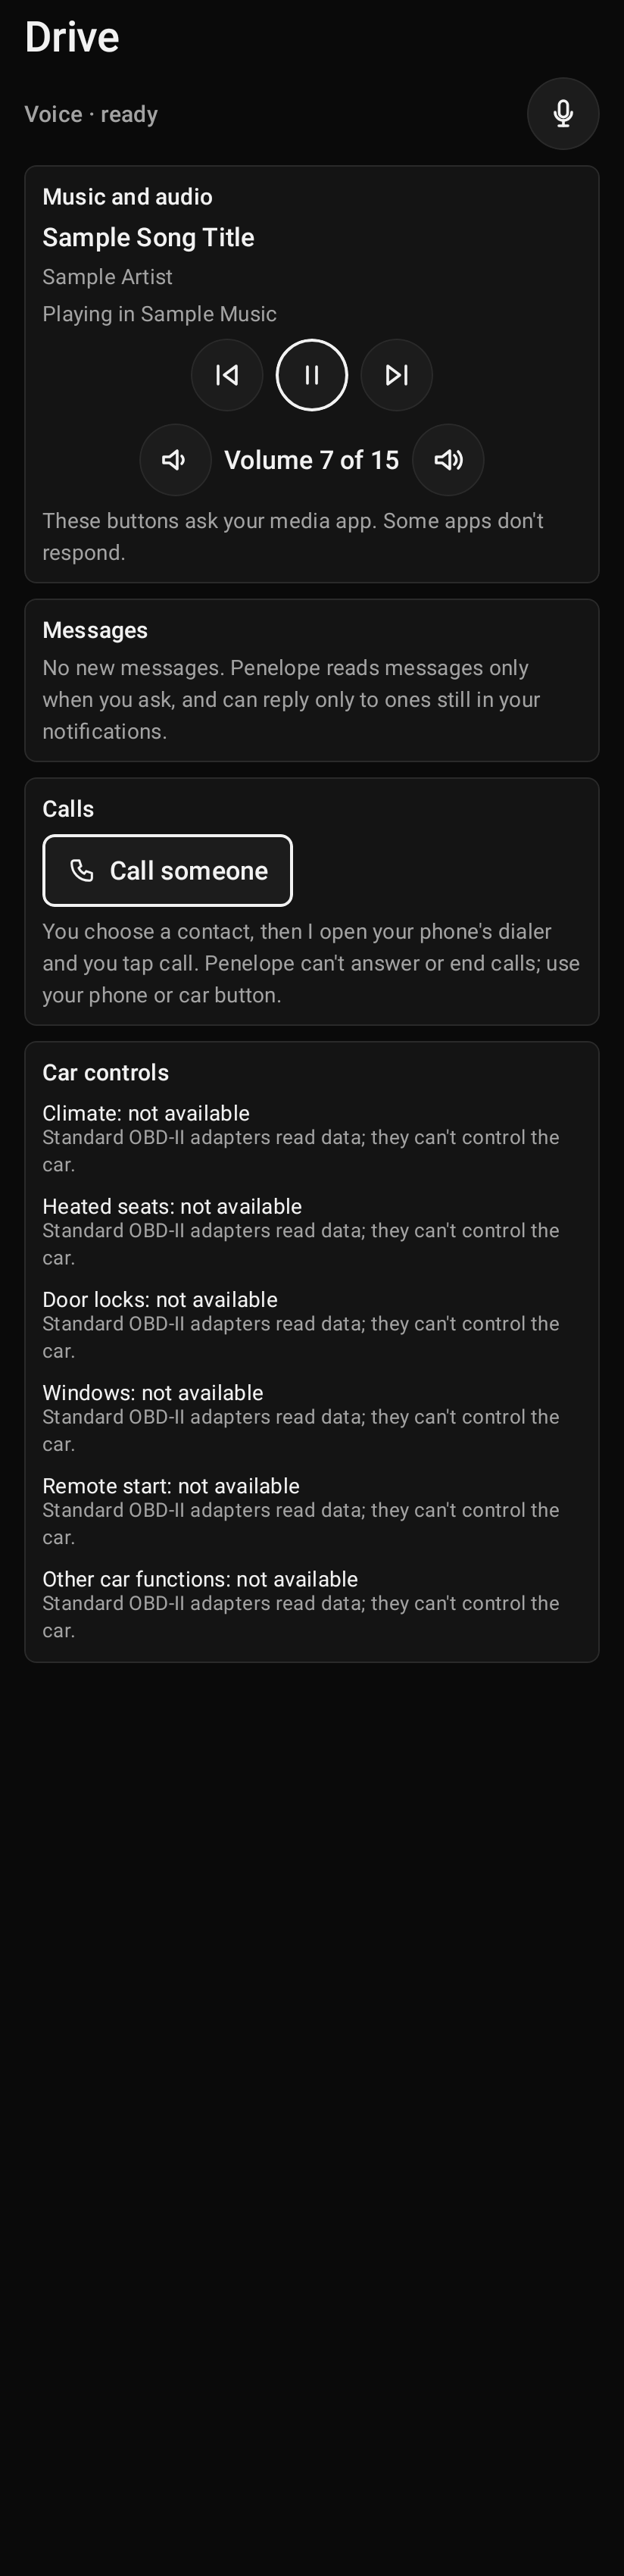 Drive
Voice · ready
Music and audio
Sample Song Title
Sample Artist
Playing in Sample Music
Volume 7 of 15
These buttons ask your media app. Some apps don't
respond.
Messages
No new messages. Penelope reads messages only
when you ask, and can reply only to ones still in your
notifications.
Calls
Call someone
You choose a contact, then I open your phone's dialer
and you tap call. Penelope can't answer or end calls; use
your phone or car button.
Car controls
Climate: not available
Standard OBD-II adapters read data; they can't control the
car.
Heated seats: not available
Standard OBD-II adapters read data; they can't control the
car.
Door locks: not available
Standard OBD-II adapters read data; they can't control the
car.
Windows: not available
Standard OBD-II adapters read data; they can't control the
car.
Remote start: not available
Standard OBD-II adapters read data; they can't control the
car.
Other car functions: not available
Standard OBD-II adapters read data; they can't control the
car.